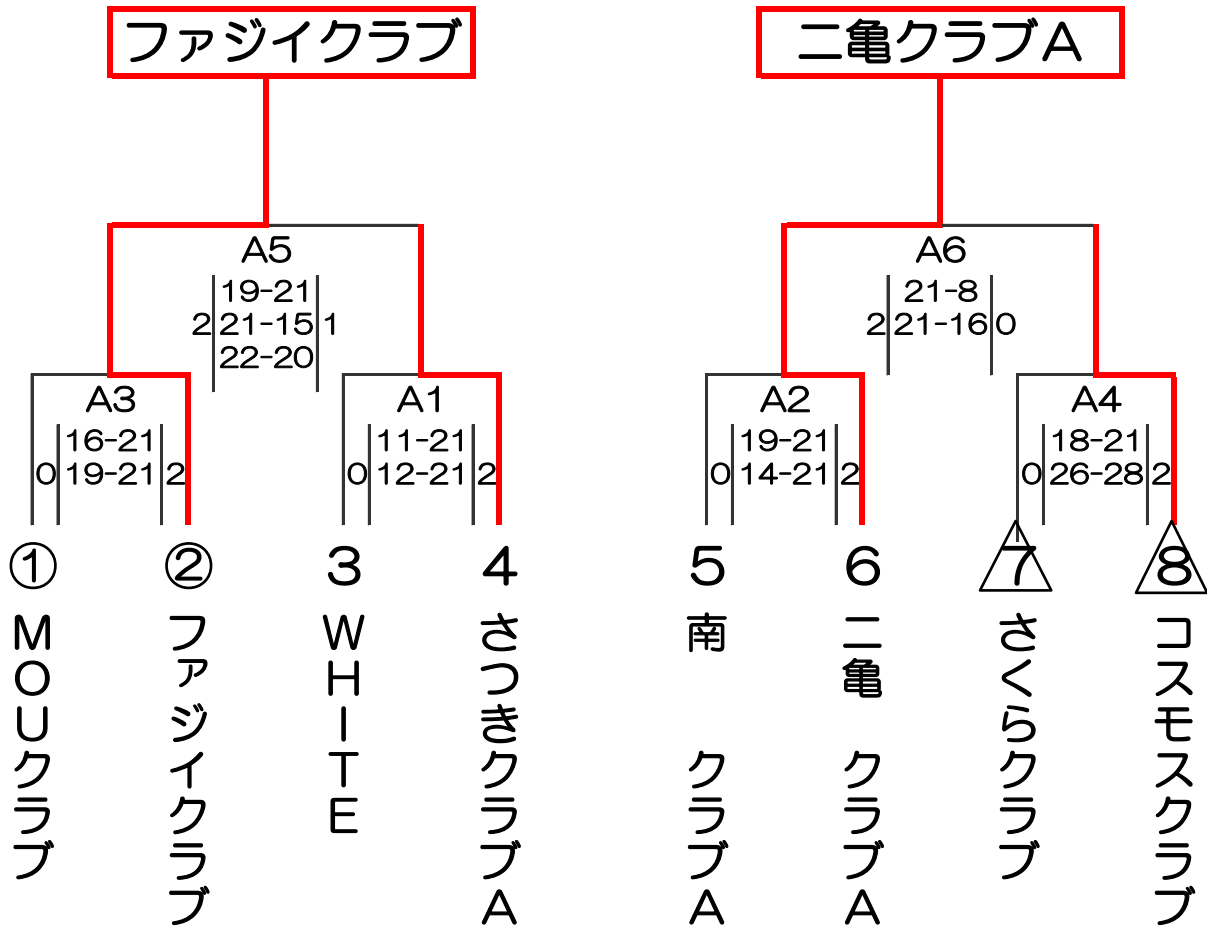 ファジイクラブ
二亀クラブA
A5
19-21
2 21-15 1
22-20
A6
21-8
2 21-16 0
A3
16-21
0 19-21 2
A1
11-21
0 12-21 2
A2
19-21
0 14-21 2
A4
18-21
0 26-28 2
①
MOUクラブ
②
ファジイクラブ
3
WHITE
4
さつきクラブA
5
南 クラブA
6
二亀 クラブA
7
さくらクラブ
8
コスモスクラブ